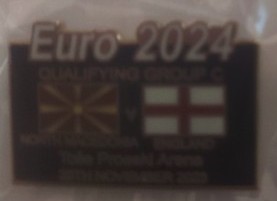 Euro 2024
QUALIFYING GROUP C
V
NORTH MACEDONIA ENGLAND
Toše Proeski Arena
20TH NOVEMBER 2023